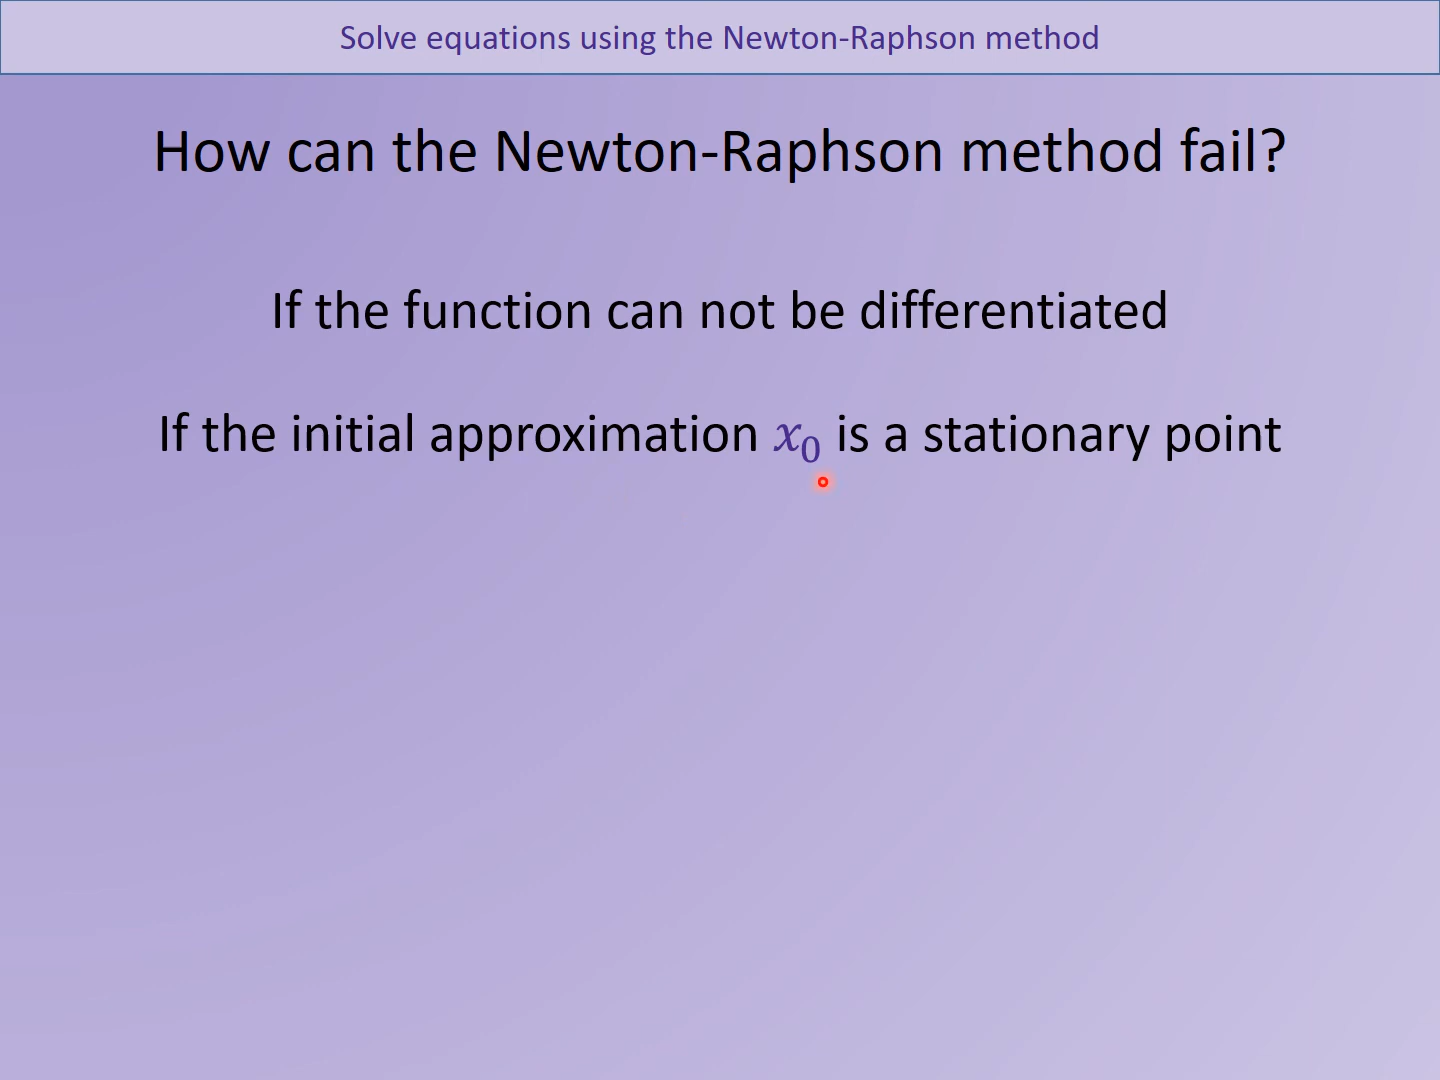 Solve equations using the Newton-Raphson method
How can the Newton-Raphson method fail?
If the function can not be differentiated
If the initial approximation x₀ is a stationary point